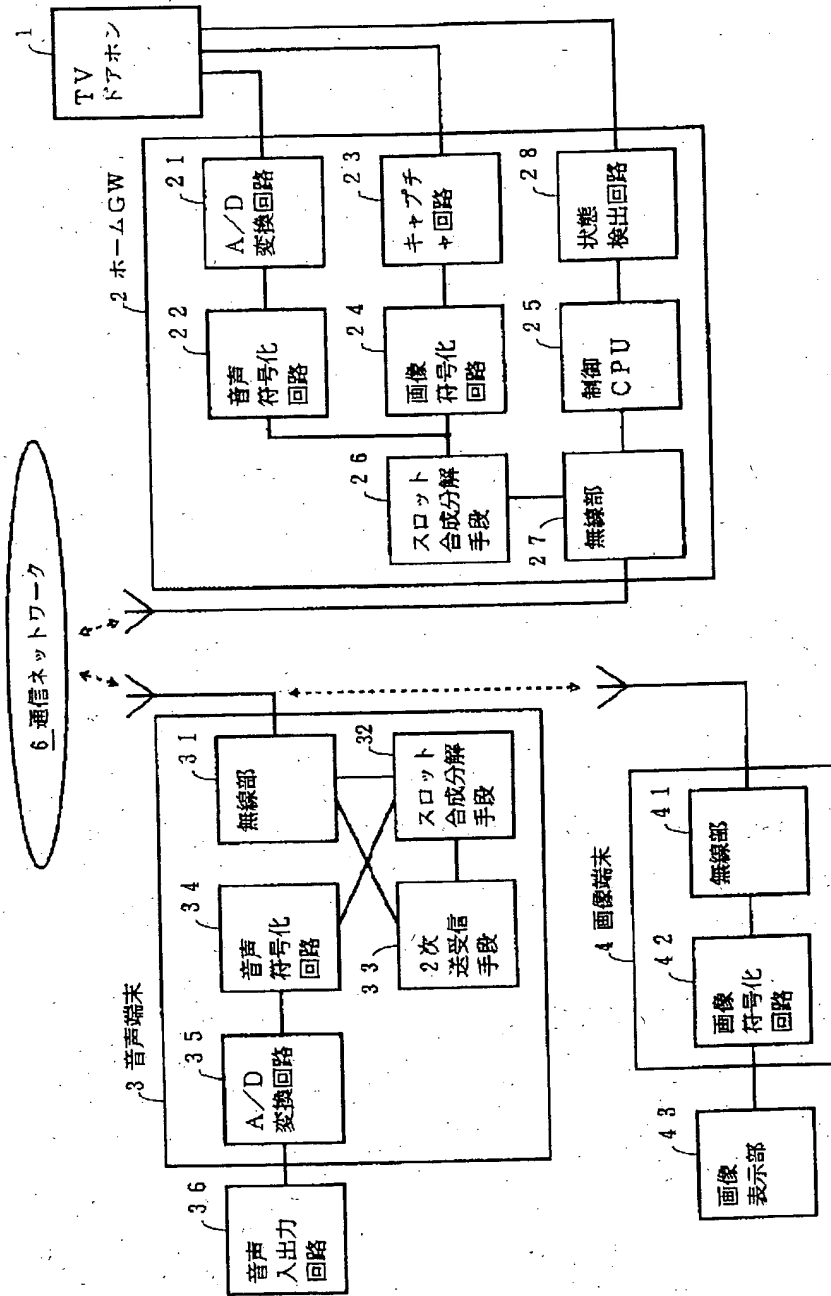 6 通信ネットワーク
1
TV
ドアホン
2 ホームGW
21
A/D
変換回路
22
音声
符号化
回路
23
キャプチ
ャ回路
24
画像
符号化
回路
28
状態
検出回路
25
制御
CPU
26
スロット
合成分解
手段
27
無線部
3 音声端末
31
無線部
32
スロット
合成分解
手段
33
2次
送受信
手段
34
音声
符号化
回路
35
A/D
変換回路
36
音声
入出力
回路
4 画像端末
41
無線部
42
画像
符号化
回路
43
画像
表示部